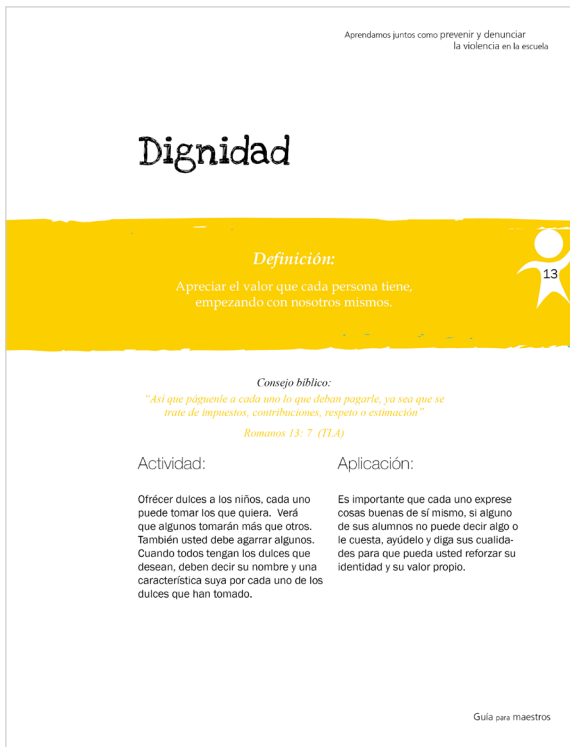 Aprendamos juntos como prevenir y denunciar
la violencia en la escuela
Dignidad
Definición:
Apreciar el valor que cada persona tiene,
empezando con nosotros mismos.
13
Consejo bíblico:
“Así que páguenle a cada uno lo que deban pagarle, ya sea que se
trate de impuestos, contribuciones, respeto o estimación”
Romanos 13: 7 (TLA)
Actividad:
Ofrécer dulces a los niños, cada uno
puede tomar los que quiera. Verá
que algunos tomarán más que otros.
También usted debe agarrar algunos.
Cuando todos tengan los dulces que
desean, deben decir su nombre y una
característica suya por cada uno de los
dulces que han tomado.
Aplicación:
Es importante que cada uno exprese
cosas buenas de sí mismo, si alguno
de sus alumnos no puede decir algo o
le cuesta, ayúdelo y diga sus cualida-
des para que pueda usted reforzar su
identidad y su valor propio.
Guía para maestros